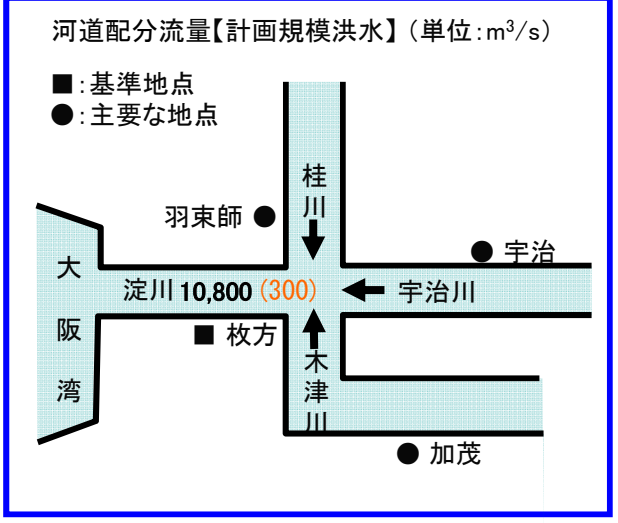 河道配分流量【計画規模洪水】（単位：m³/s）
■：基準地点
●：主要な地点
桂川
羽束師 ●
● 宇治
大阪湾
淀川 10,800 (300)
宇治川
■ 枚方
木津川
● 加茂